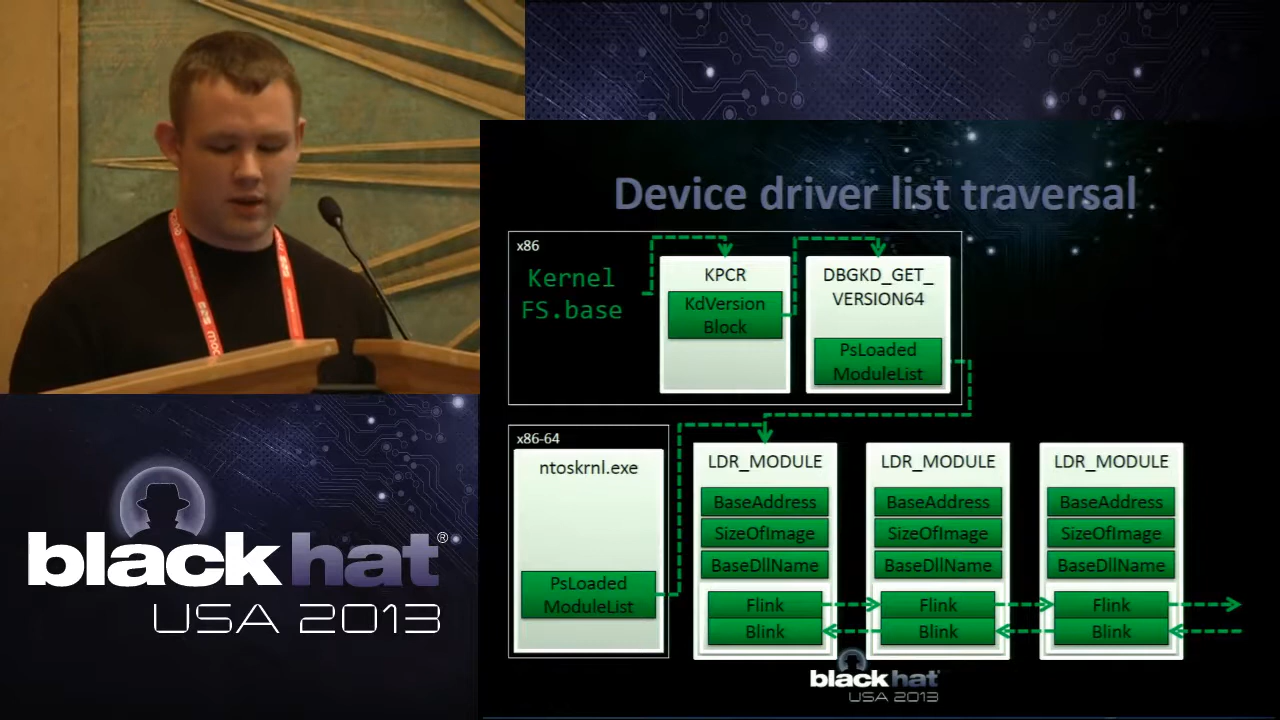 Device driver list traversal
x86
Kernel
FS.base
KPCR
KdVersion
Block
DBGKD_GET_
VERSION64
PsLoaded
ModuleList
x86-64
ntoskrnl.exe
PsLoaded
ModuleList
LDR_MODULE
BaseAddress
SizeOfImage
BaseDllName
Flink
Blink
LDR_MODULE
BaseAddress
SizeOfImage
BaseDllName
Flink
Blink
LDR_MODULE
BaseAddress
SizeOfImage
BaseDllName
Flink
Blink
black hat®
USA 2013
black hat
USA 2013